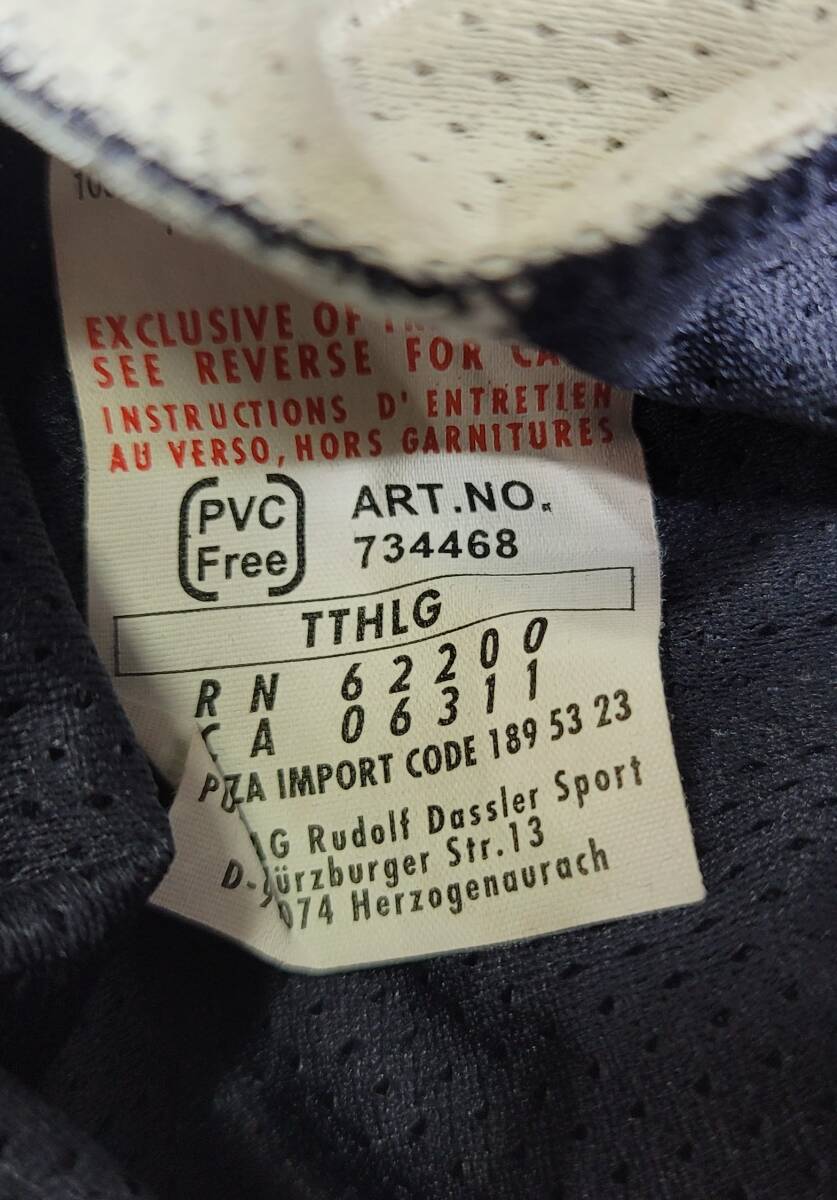 EXCLUSIVE OF
SEE REVERSE FOR
INSTRUCTIONS D' ENTRETIEN
AU VERSO, HORS GARNITURES
PVC
Free
ART.NO.
734468
TTHLG
RN 62200
CA 06311
IMPORT CODE 189 53 23
Rudolf Dassler Sport
Str.13
Herzogenaurach